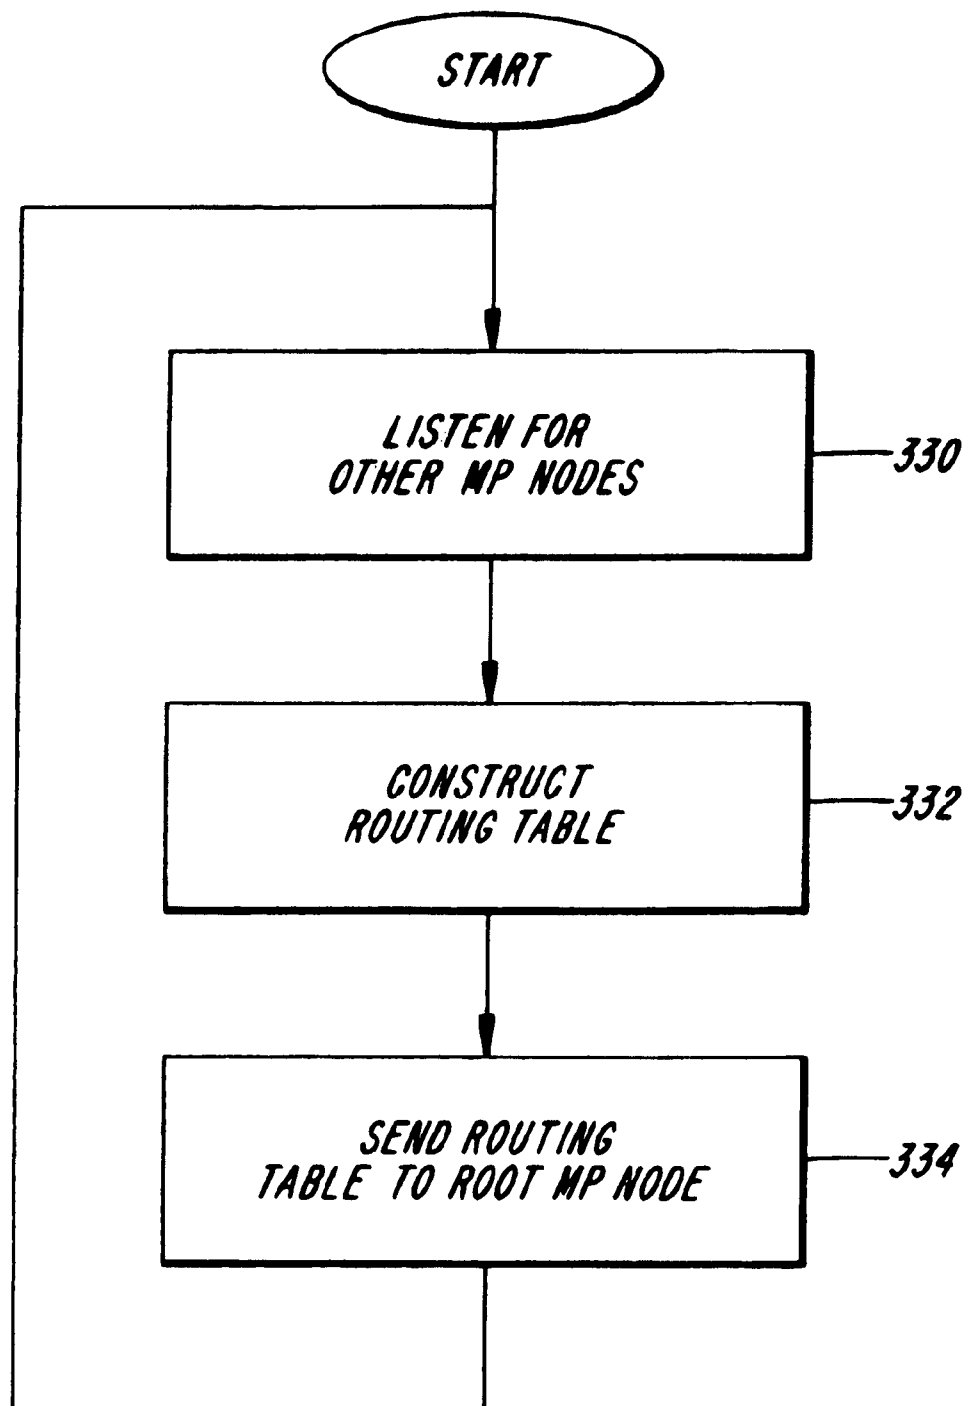 START
LISTEN FOR
OTHER MP NODES
330
CONSTRUCT
ROUTING TABLE
332
SEND ROUTING
TABLE TO ROOT MP NODE
334